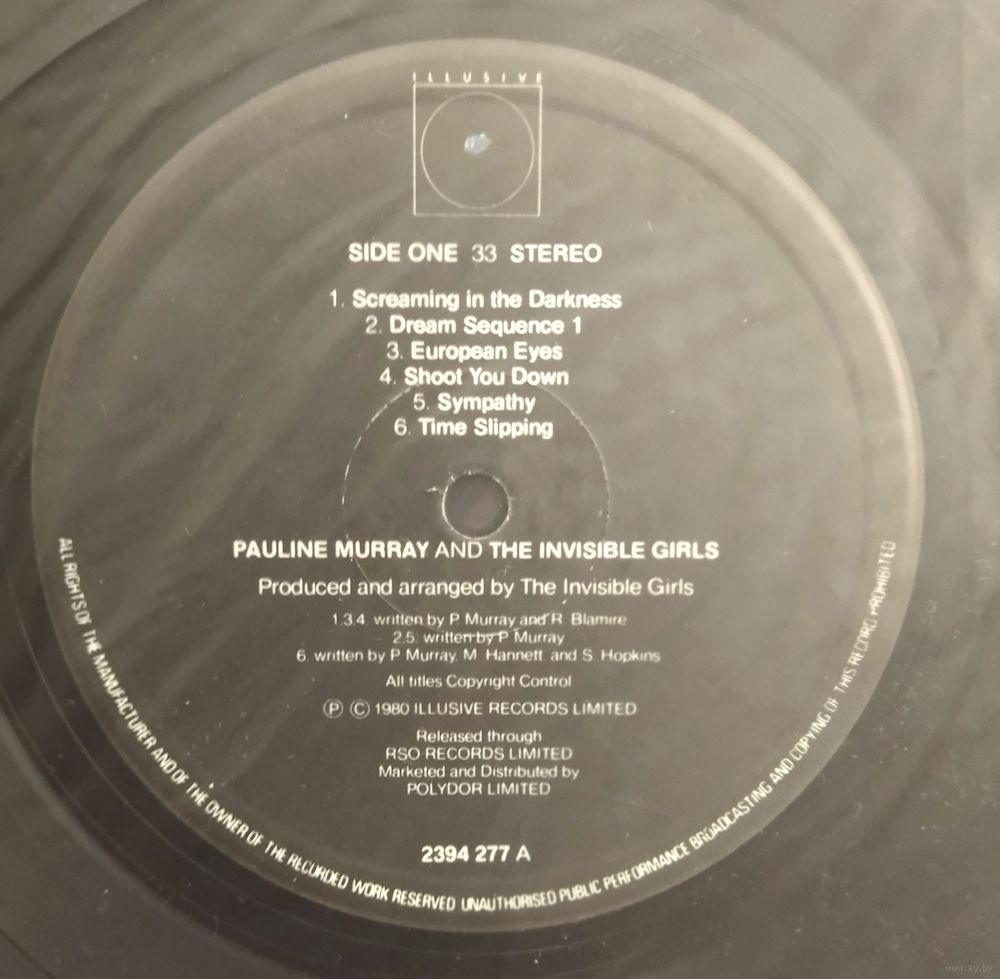 ILLUSIVE
SIDE ONE 33 STEREO
1. Screaming in the Darkness
2. Dream Sequence 1
3. European Eyes
4. Shoot You Down
5. Sympathy
6. Time Slipping
PAULINE MURRAY AND THE INVISIBLE GIRLS
Produced and arranged by The Invisible Girls
1.3.4. written by P. Murray and R. Blamire
2.5. written by P. Murray
6. written by P. Murray. M. Hannett. and S. Hopkins
All titles Copyright Control
Ⓟ © 1980 ILLUSIVE RECORDS LIMITED
Released through
RSO RECORDS LIMITED
Marketed and Distributed by
POLYDOR LIMITED
2394 277 A
ALL RIGHTS OF THE MANUFACTURER AND OF THE OWNER OF THE RECORDED WORK RESERVED UNAUTHORISED PUBLIC PERFORMANCE BROADCASTING AND COPYING OF THIS RECORD PROHIBITED
www.ay.by